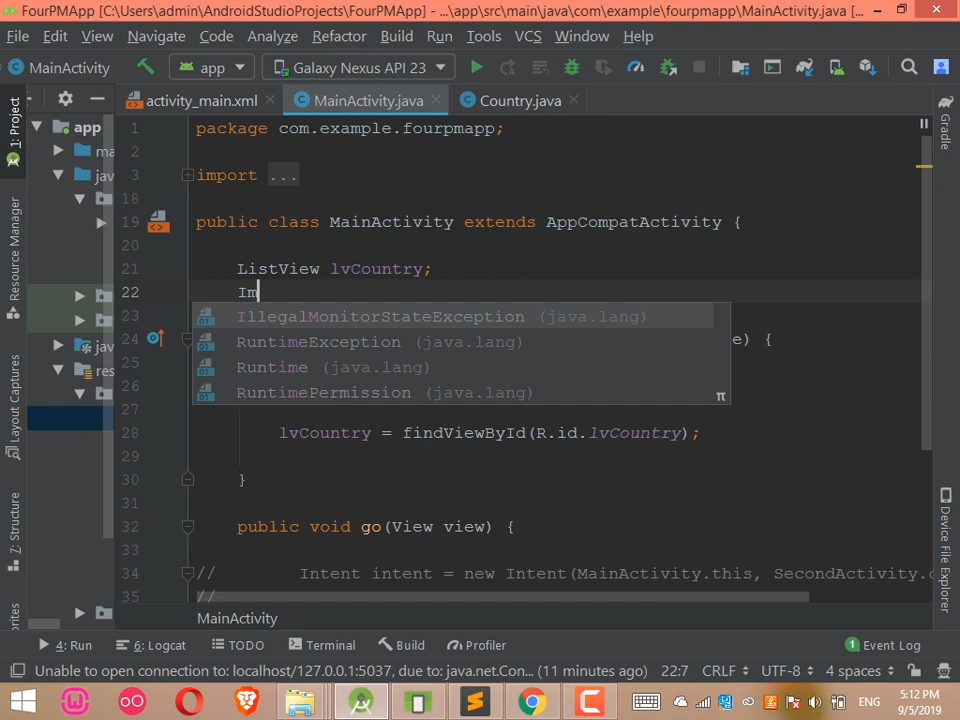 FourPMApp [C:\Users\admin\AndroidStudioProjects\FourPMApp] - ...\app\src\main\java\com\example\fourpmapp\MainActivity.java [...
File Edit View Navigate Code Analyze Refactor Build Run Tools VCS Window Help
MainActivity app Galaxy Nexus API 23
activity_main.xml MainActivity.java Country.java
1: Project
Resource Manager
Layout Captures
7: Structure
app
ma
jav
jav
res
1 package com.example.fourpmapp;
2
3 import ...
18
19 public class MainActivity extends AppCompatActivity {
20
21 ListView lvCountry;
22 Im
IllegalMonitorStateException (java.lang)
RuntimeException (java.lang)
Runtime (java.lang)
RuntimePermission (java.lang)
π
23
24 e) {
25
26
27
28 lvCountry = findViewById(R.id.lvCountry);
29
30 }
31
32 public void go(View view) {
33
34 // Intent intent = new Intent(MainActivity.this, SecondActivity.
35 //
MainActivity
Gradle
Device File Explorer
4: Run 6: Logcat TODO Terminal Build Profiler 1 Event Log
Unable to open connection to: localhost/127.0.0.1:5037, due to: java.net.Con... (11 minutes ago) 22:7 CRLF UTF-8 4 spaces
ENG
5:12 PM
9/5/2019